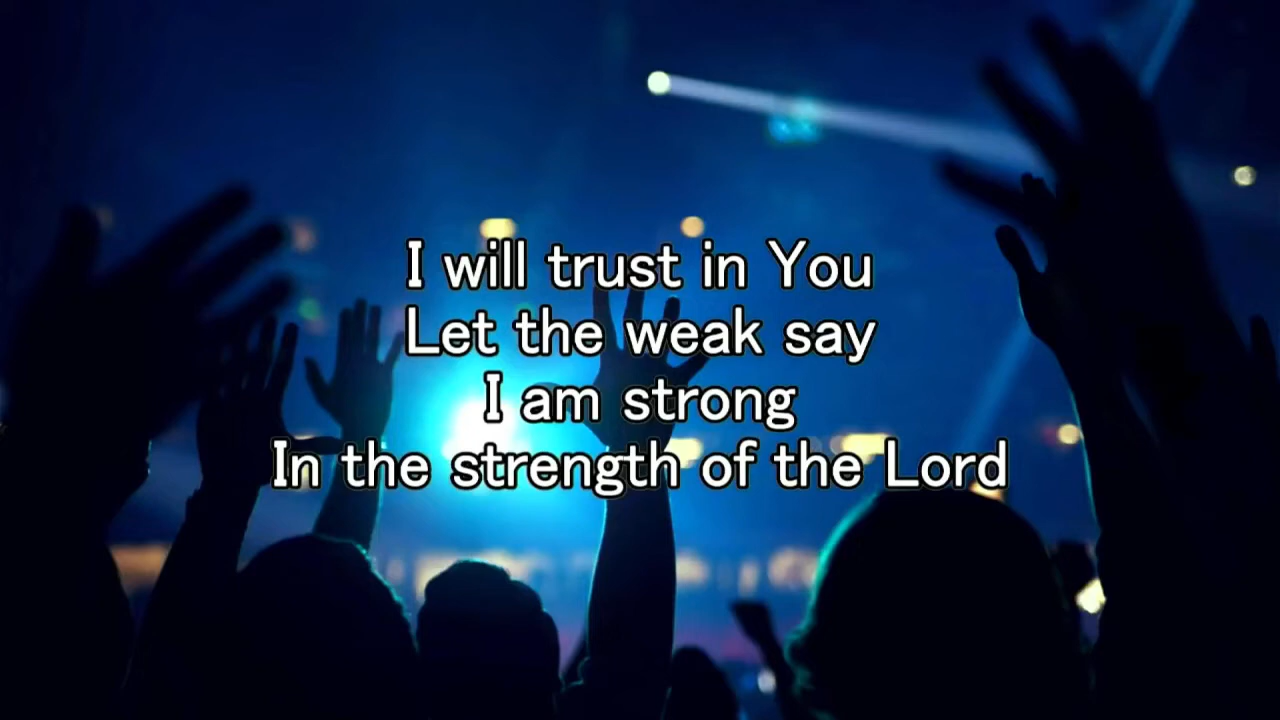 I will trust in You
Let the weak say
I am strong
In the strength of the Lord